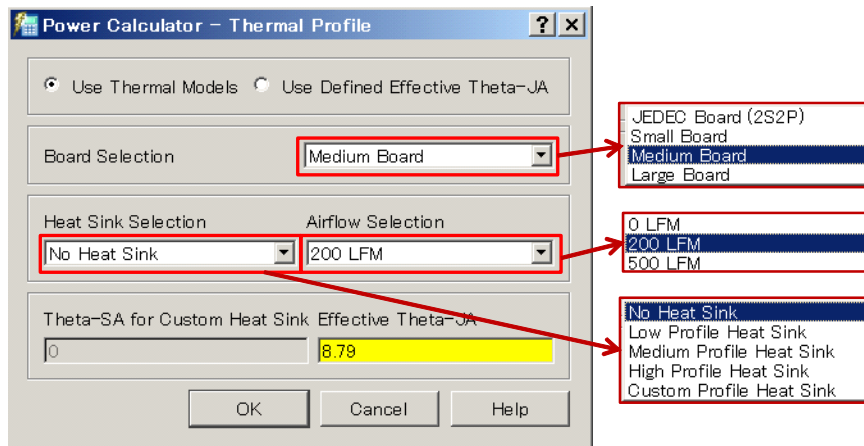 Power Calculator – Thermal Profile
Use Thermal Models Use Defined Effective Theta-JA
Board Selection
Medium Board
Heat Sink Selection Airflow Selection
No Heat Sink 200 LFM
Theta-SA for Custom Heat Sink Effective Theta-JA
0 8.79
OK Cancel Help
JEDEC Board (2S2P)
Small Board
Medium Board
Large Board
0 LFM
200 LFM
500 LFM
No Heat Sink
Low Profile Heat Sink
Medium Profile Heat Sink
High Profile Heat Sink
Custom Profile Heat Sink